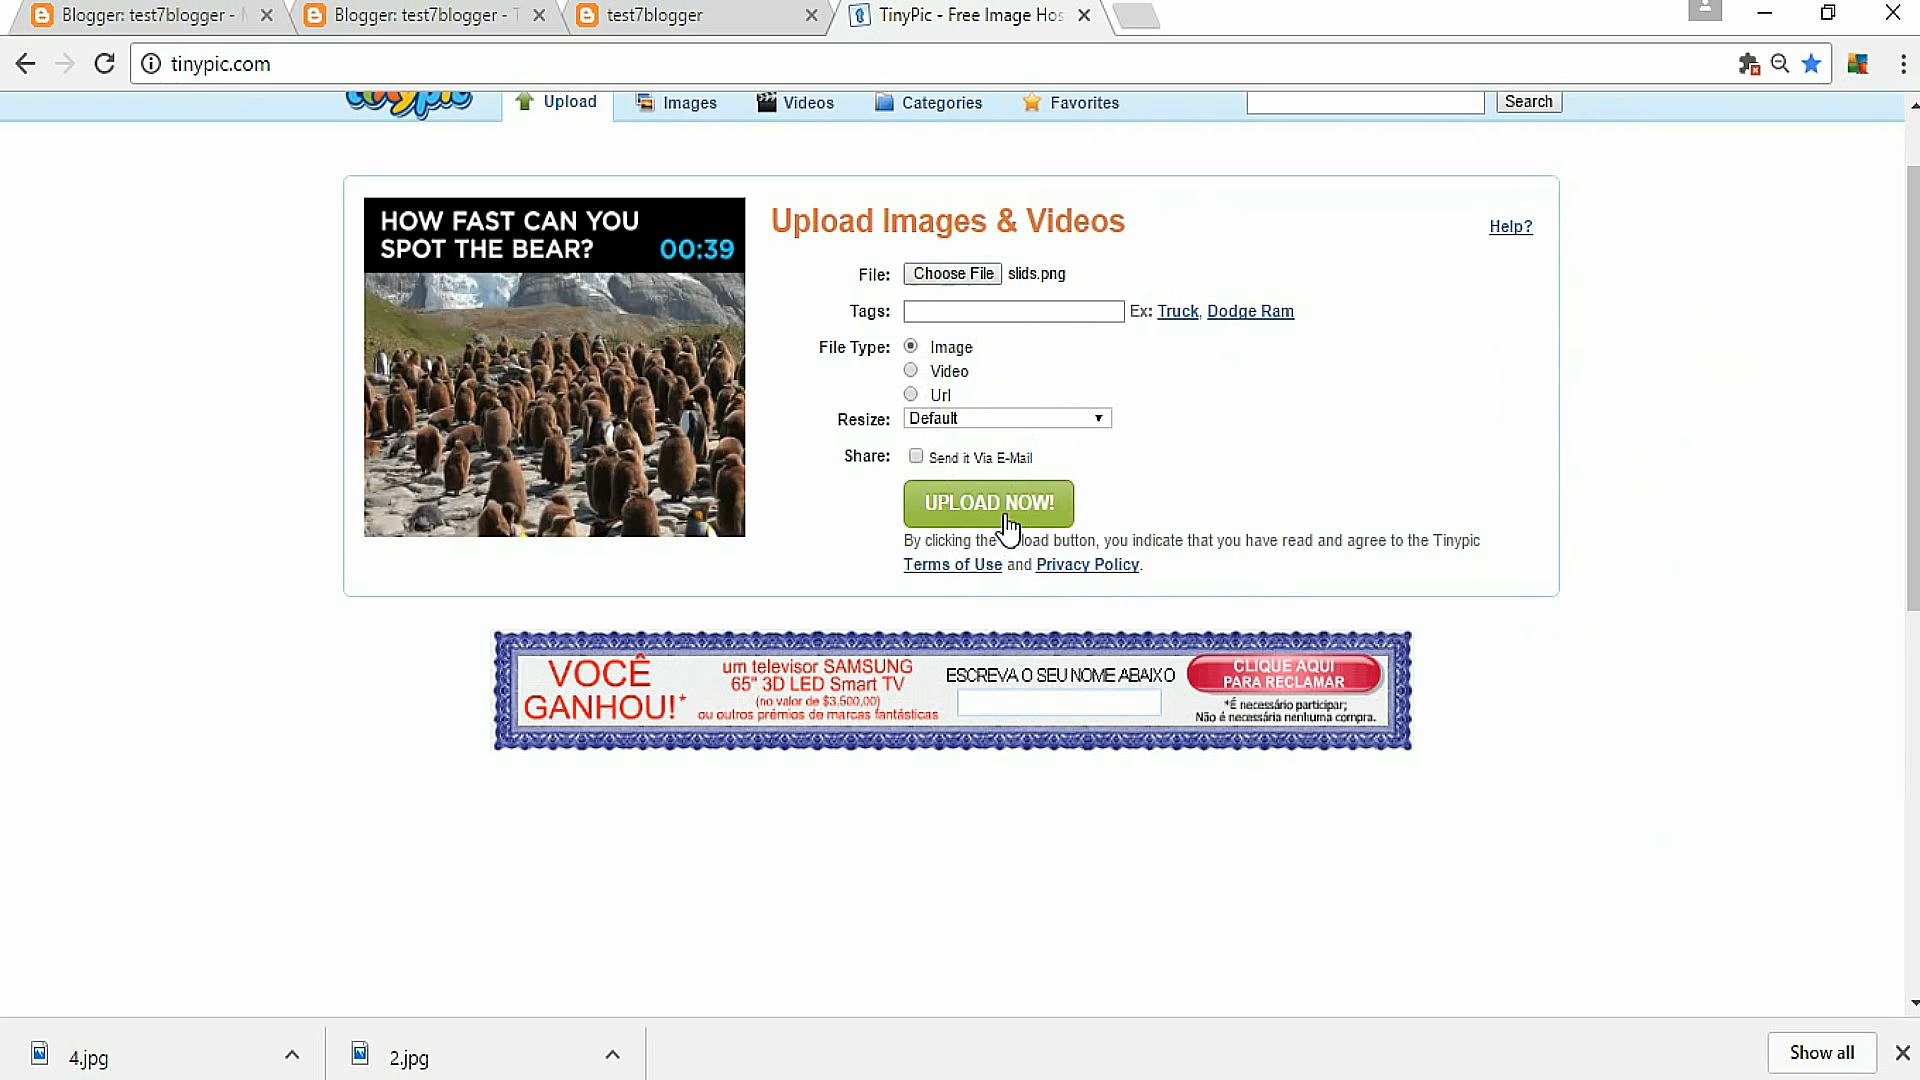 Blogger: test7blogger -
Blogger: test7blogger - T
test7blogger
TinyPic - Free Image Hos
tinypic.com
tinypic
Upload
Images
Videos
Categories
Favorites
Search
HOW FAST CAN YOU
SPOT THE BEAR?
00:39
Upload Images & Videos
Help?
File: Choose File slids.png
Tags: Ex: Truck, Dodge Ram
File Type: Image
Video
Url
Resize: Default
Share: Send it Via E-Mail
UPLOAD NOW!
By clicking the load button, you indicate that you have read and agree to the Tinypic
Terms of Use and Privacy Policy.
VOCÊ
GANHOU!*
um televisor SAMSUNG
65" 3D LED Smart TV
(no valor de $3.500,00)
ou outros prémios de marcas fantásticas
ESCREVA O SEU NOME ABAIXO
CLIQUE AQUI
PARA RECLAMAR
*É necessário participar;
Não é necessária nenhuma compra.
4.jpg
2.jpg
Show all